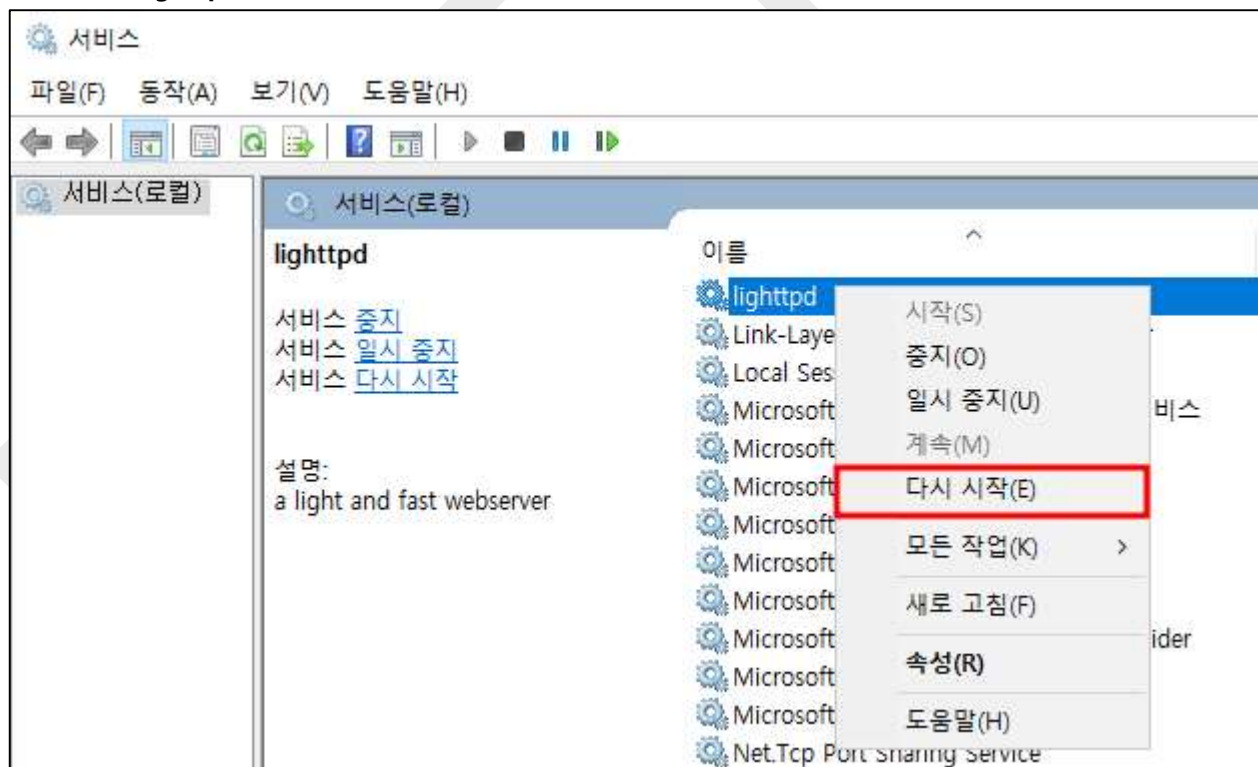 서비스
파일(F) 동작(A) 보기(V) 도움말(H)
서비스(로컬)
서비스(로컬)
lighttpd
서비스 중지
서비스 일시 중지
서비스 다시 시작
설명:
a light and fast webserver
이름
lighttpd
Link-Laye
Local Ses
Microsoft 비스
Microsoft
Microsoft
Microsoft
Microsoft
Microsoft
Microsoft ider
Microsoft
Microsoft
Net.Tcp Port Sharing Service
시작(S)
중지(O)
일시 중지(U)
계속(M)
다시 시작(E)
모든 작업(K)
새로 고침(F)
속성(R)
도움말(H)